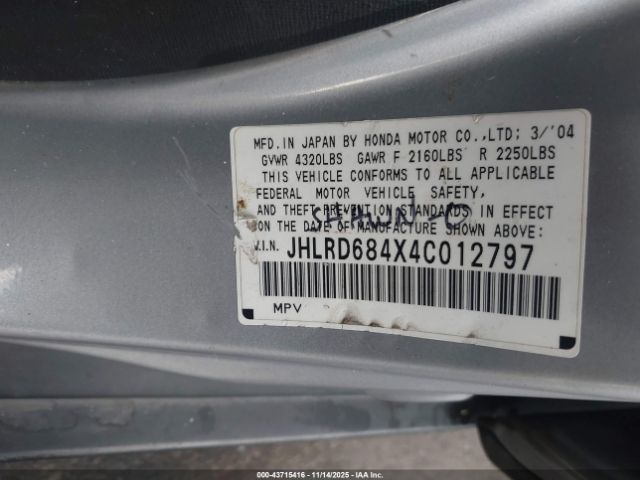 MFD.IN JAPAN BY HONDA MOTOR CO.,LTD; 3/'04
GVWR 4320LBS GAWR F 2160LBS R 2250LBS
THIS VEHICLE CONFORMS TO ALL APPLICABLE
FEDERAL MOTOR VEHICLE SAFETY,
AND THEFT PREVENTION STANDARDS IN EFFECT
SHAWN-O
ON THE DATE OF MANUFACTURE SHOWN ABOVE:
V.I.N. JHLRD684X4C012797
MPV
000-43715416 - 11/14/2025 - IAA Inc.